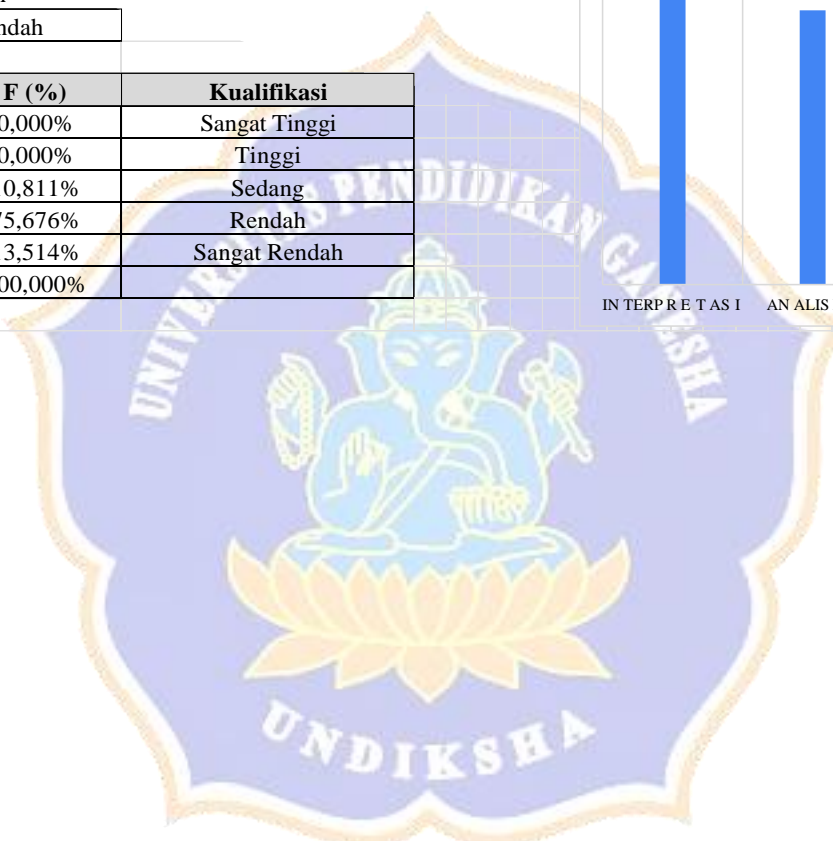 ndah
F (%) Kualifikasi
0,000% Sangat Tinggi
0,000% Tinggi
0,811% Sedang
75,676% Rendah
3,514% Sangat Rendah
00,000%
IN TERP R E T AS I AN ALIS
UNIVERSITAS PENDIDIKAN GANESHA
UNDIKSHA